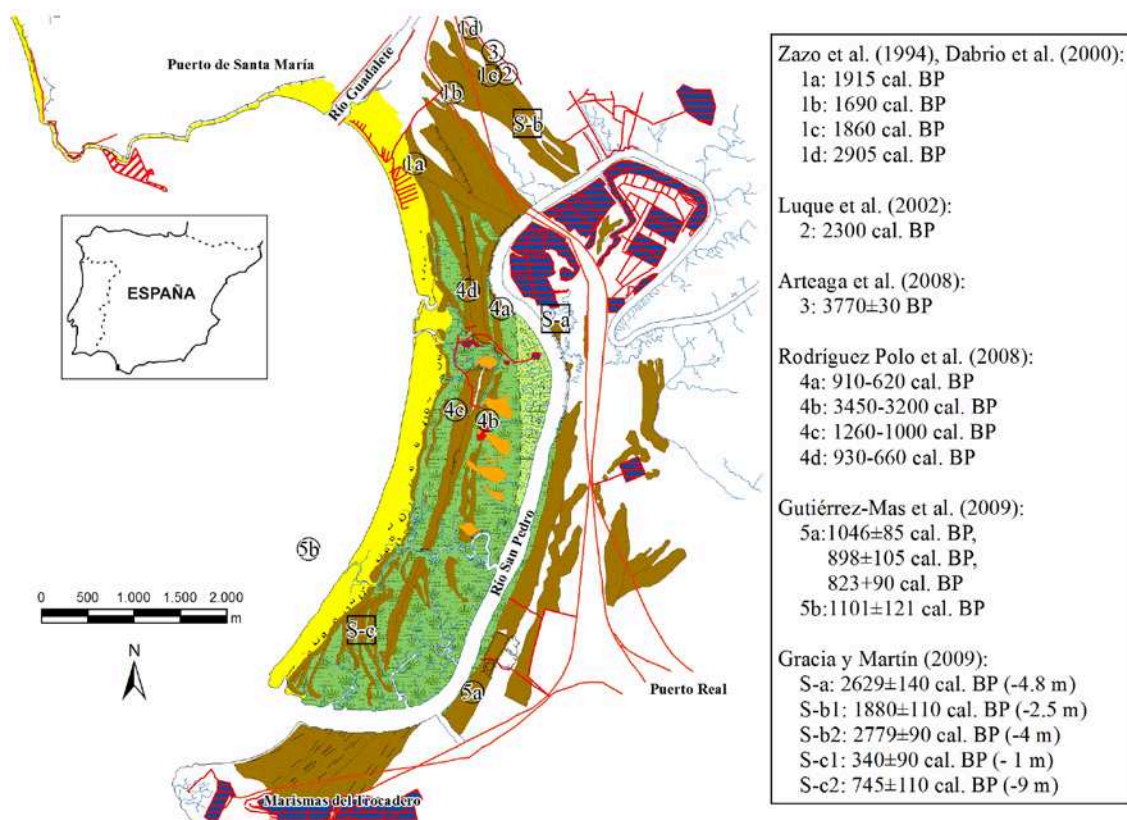 Puerto de Santa María
Río Guadalete
1d
3
1c
2
1b
S-b
1a
ESPAÑA
4d
4a
S-a
4c
4b
5b
Río San Pedro
0 500 1.000 1.500 2.000
m
N
S-c
5a
Puerto Real
Marismas del Trocadero
Zazo et al. (1994), Dabrio et al. (2000):
1a: 1915 cal. BP
1b: 1690 cal. BP
1c: 1860 cal. BP
1d: 2905 cal. BP
Luque et al. (2002):
2: 2300 cal. BP
Arteaga et al. (2008):
3: 3770±30 BP
Rodríguez Polo et al. (2008):
4a: 910-620 cal. BP
4b: 3450-3200 cal. BP
4c: 1260-1000 cal. BP
4d: 930-660 cal. BP
Gutiérrez-Mas et al. (2009):
5a:1046±85 cal. BP,
898±105 cal. BP,
823+90 cal. BP
5b:1101±121 cal. BP
Gracia y Martín (2009):
S-a: 2629±140 cal. BP (-4.8 m)
S-b1: 1880±110 cal. BP (-2.5 m)
S-b2: 2779±90 cal. BP (-4 m)
S-c1: 340±90 cal. BP (- 1 m)
S-c2: 745±110 cal. BP (-9 m)